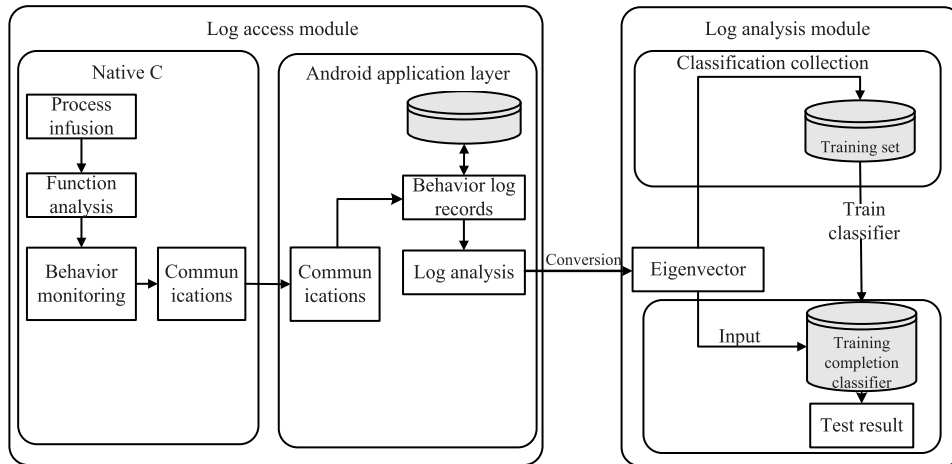 Log access module
Native C
Process
infusion
Function
analysis
Behavior
monitoring
Commun
ications
Android application layer
Behavior log
records
Commun
ications
Log analysis
Conversion
Log analysis module
Classification collection
Training set
Train
classifier
Eigenvector
Input
Training
completion
classifier
Test result